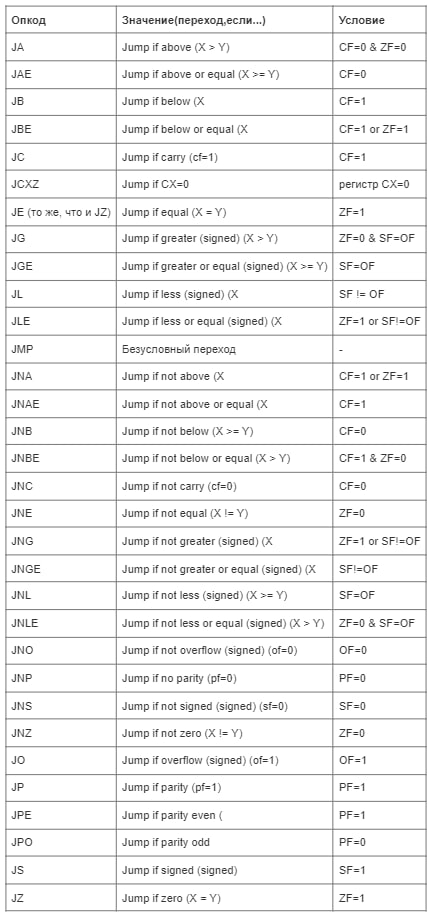 Опкод Значение(переход,если...) Условие
JA Jump if above (X > Y) CF=0 & ZF=0
JAE Jump if above or equal (X >= Y) CF=0
JB Jump if below (X CF=1
JBE Jump if below or equal (X CF=1 or ZF=1
JC Jump if carry (cf=1) CF=1
JCXZ Jump if CX=0 регистр CX=0
JE (то же, что и JZ) Jump if equal (X = Y) ZF=1
JG Jump if greater (signed) (X > Y) ZF=0 & SF=OF
JGE Jump if greater or equal (signed) (X >= Y) SF=OF
JL Jump if less (signed) (X SF != OF
JLE Jump if less or equal (signed) (X ZF=1 or SF!=OF
JMP Безусловный переход -
JNA Jump if not above (X CF=1 or ZF=1
JNAE Jump if not above or equal (X CF=1
JNB Jump if not below (X >= Y) CF=0
JNBE Jump if not below or equal (X > Y) CF=1 & ZF=0
JNC Jump if not carry (cf=0) CF=0
JNE Jump if not equal (X != Y) ZF=0
JNG Jump if not greater (signed) (X ZF=1 or SF!=OF
JNGE Jump if not greater or equal (signed) (X SF!=OF
JNL Jump if not less (signed) (X >= Y) SF=OF
JNLE Jump if not less or equal (signed) (X > Y) ZF=0 & SF=OF
JNO Jump if not overflow (signed) (of=0) OF=0
JNP Jump if no parity (pf=0) PF=0
JNS Jump if not signed (signed) (sf=0) SF=0
JNZ Jump if not zero (X != Y) ZF=0
JO Jump if overflow (signed) (of=1) OF=1
JP Jump if parity (pf=1) PF=1
JPE Jump if parity even ( PF=1
JPO Jump if parity odd PF=0
JS Jump if signed (signed) SF=1
JZ Jump if zero (X = Y) ZF=1